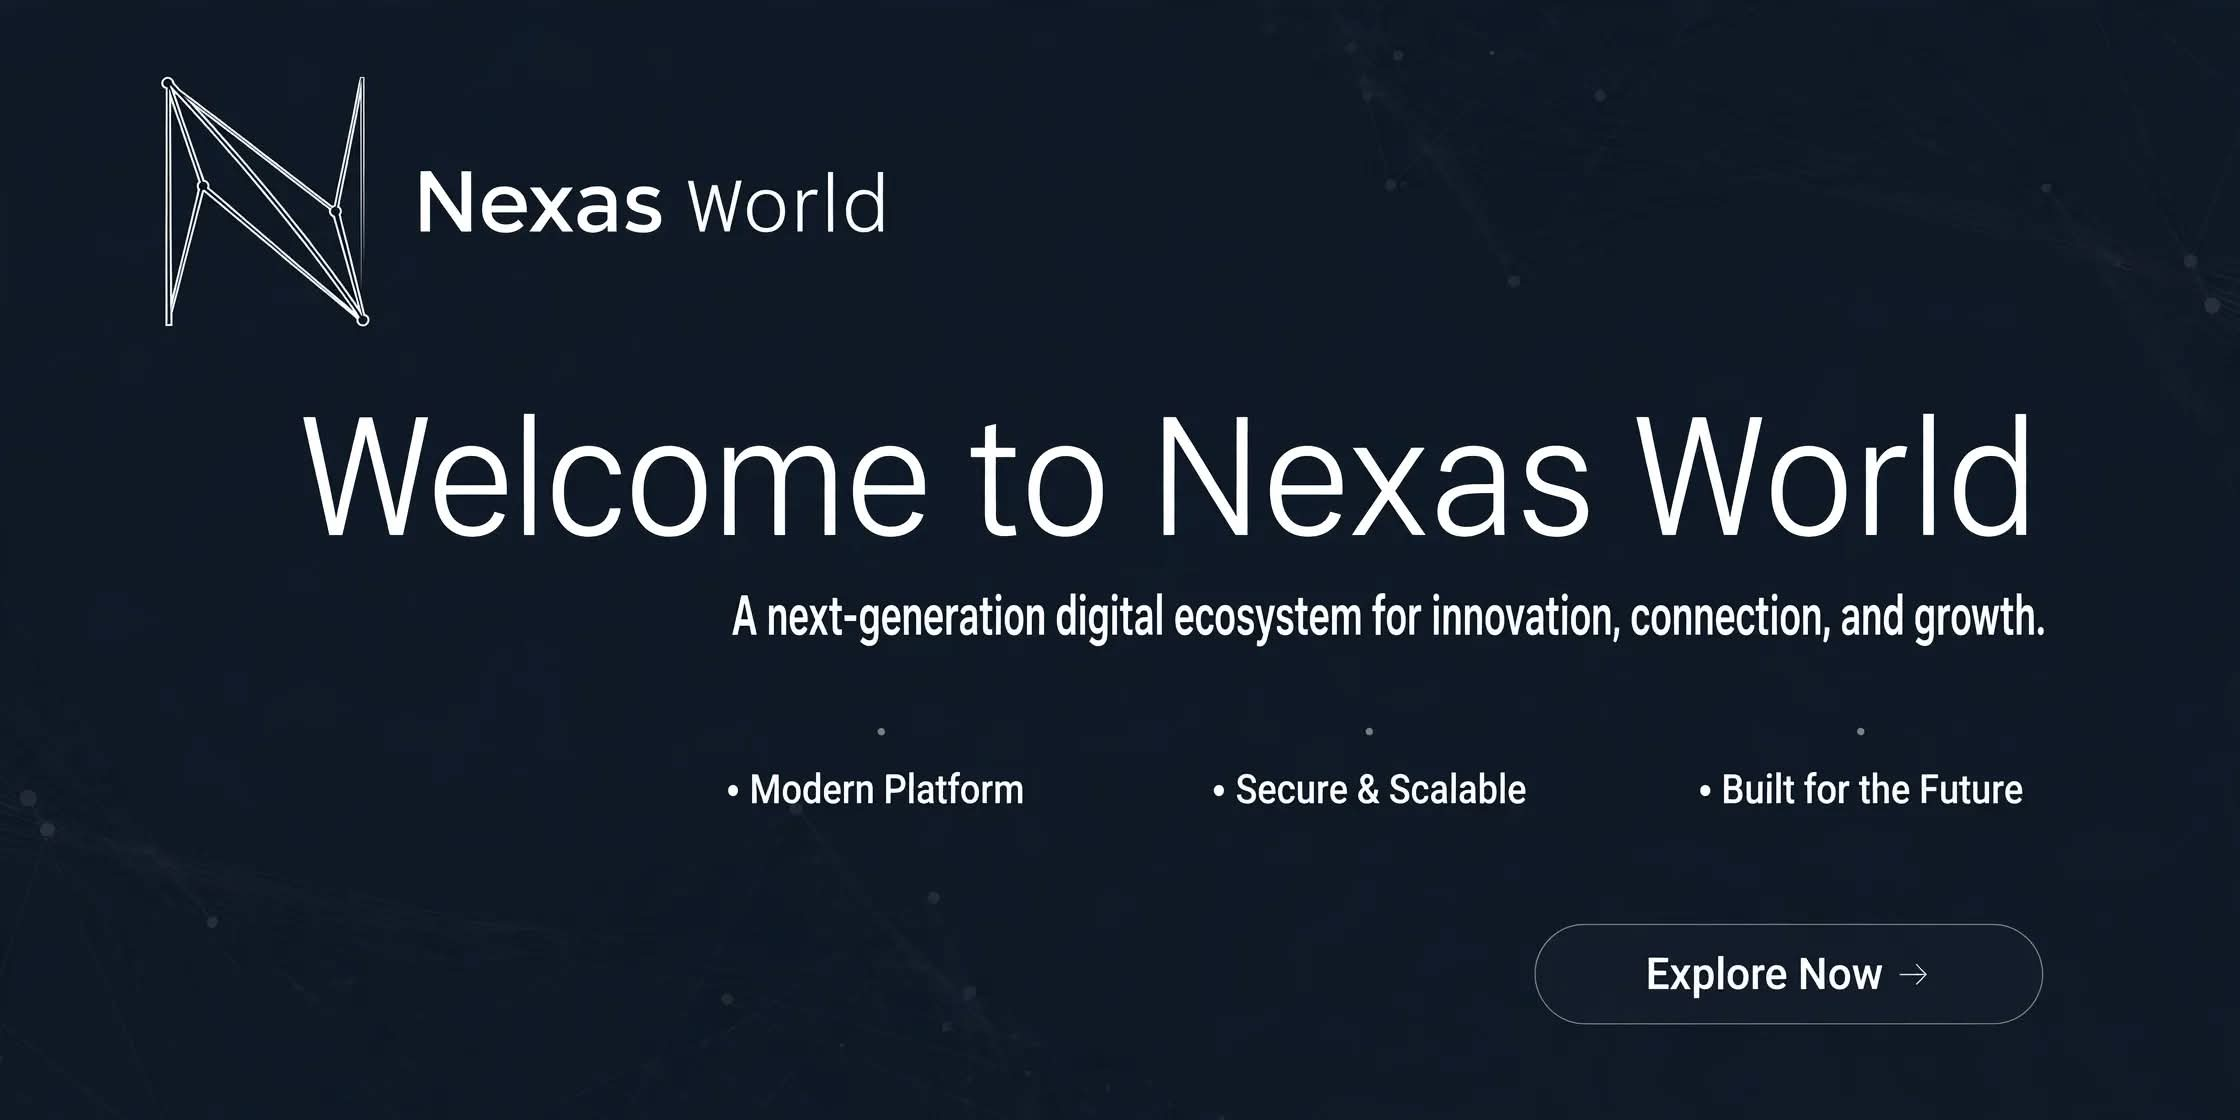 Nexas World
Welcome to Nexas World
A next-generation digital ecosystem for innovation, connection, and growth.
• Modern Platform
• Secure & Scalable
• Built for the Future
Explore Now →